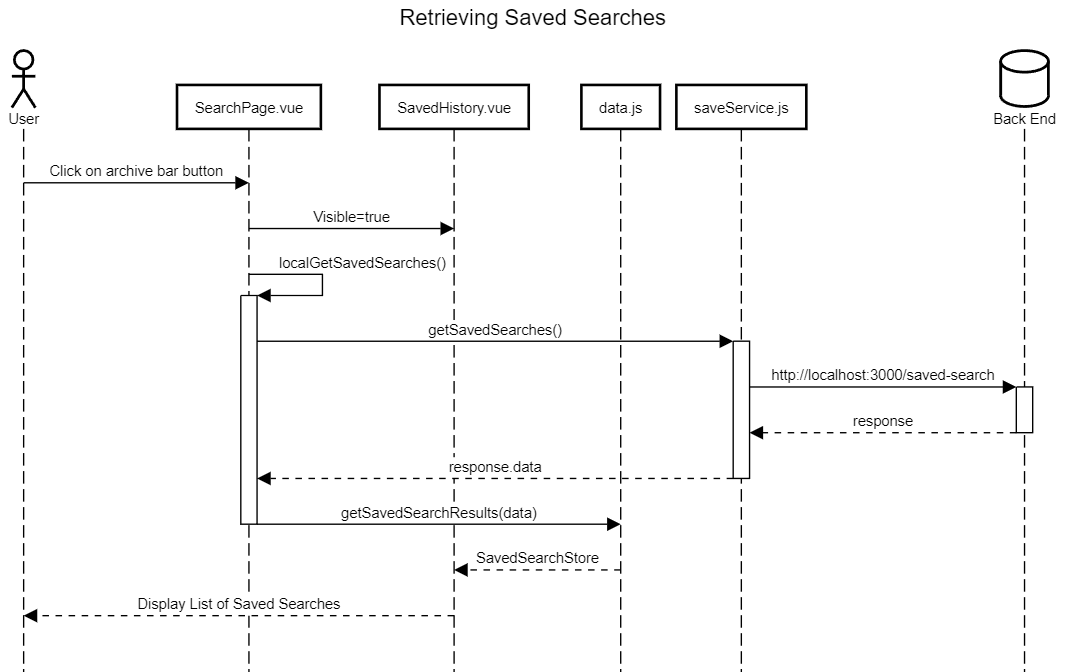 Retrieving Saved Searches
User
SearchPage.vue
SavedHistory.vue
data.js
saveService.js
Back End
Click on archive bar button
Visible=true
localGetSavedSearches()
getSavedSearches()
http://localhost:3000/saved-search
response
response.data
getSavedSearchResults(data)
SavedSearchStore
Display List of Saved Searches